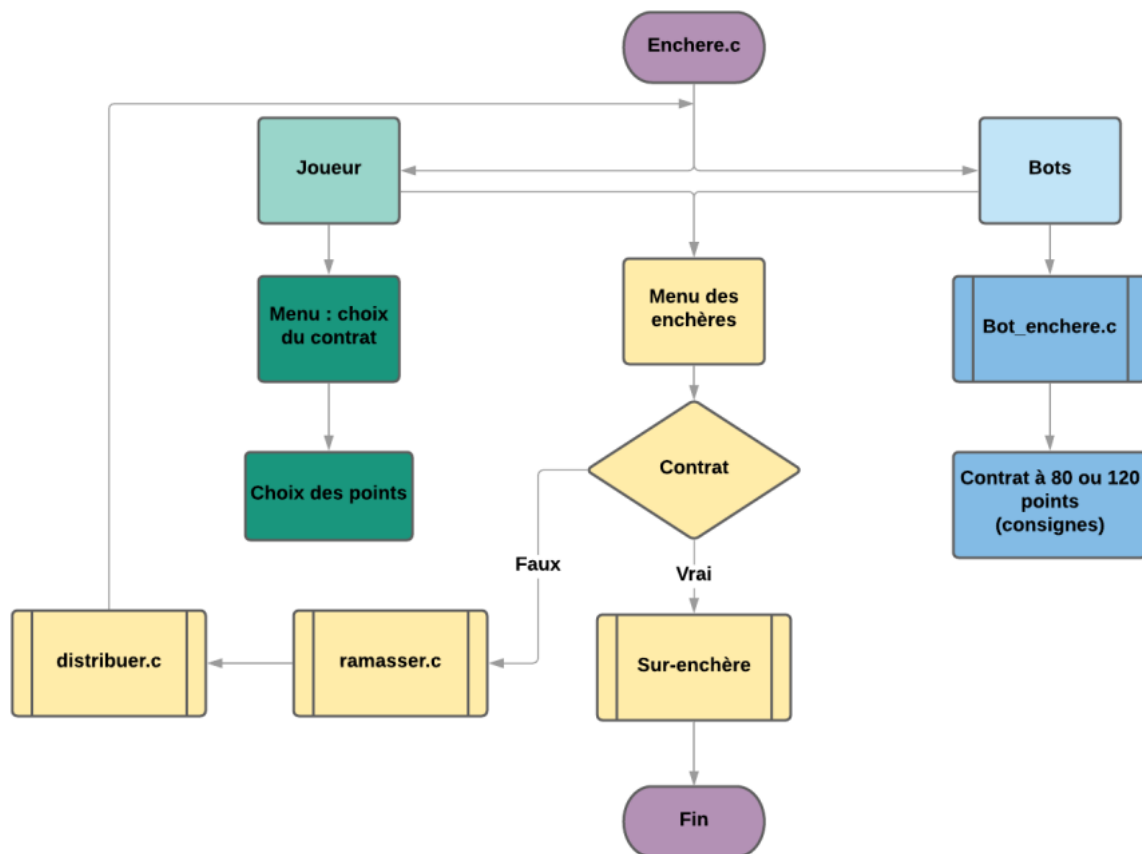 Enchere.c
Joueur
Bots
Menu : choix
du contrat
Menu des
enchères
Bot_enchere.c
Contrat
Choix des points
Contrat à 80 ou 120
points
(consignes)
Faux
Vrai
distribuer.c
ramasser.c
Sur-enchère
Fin